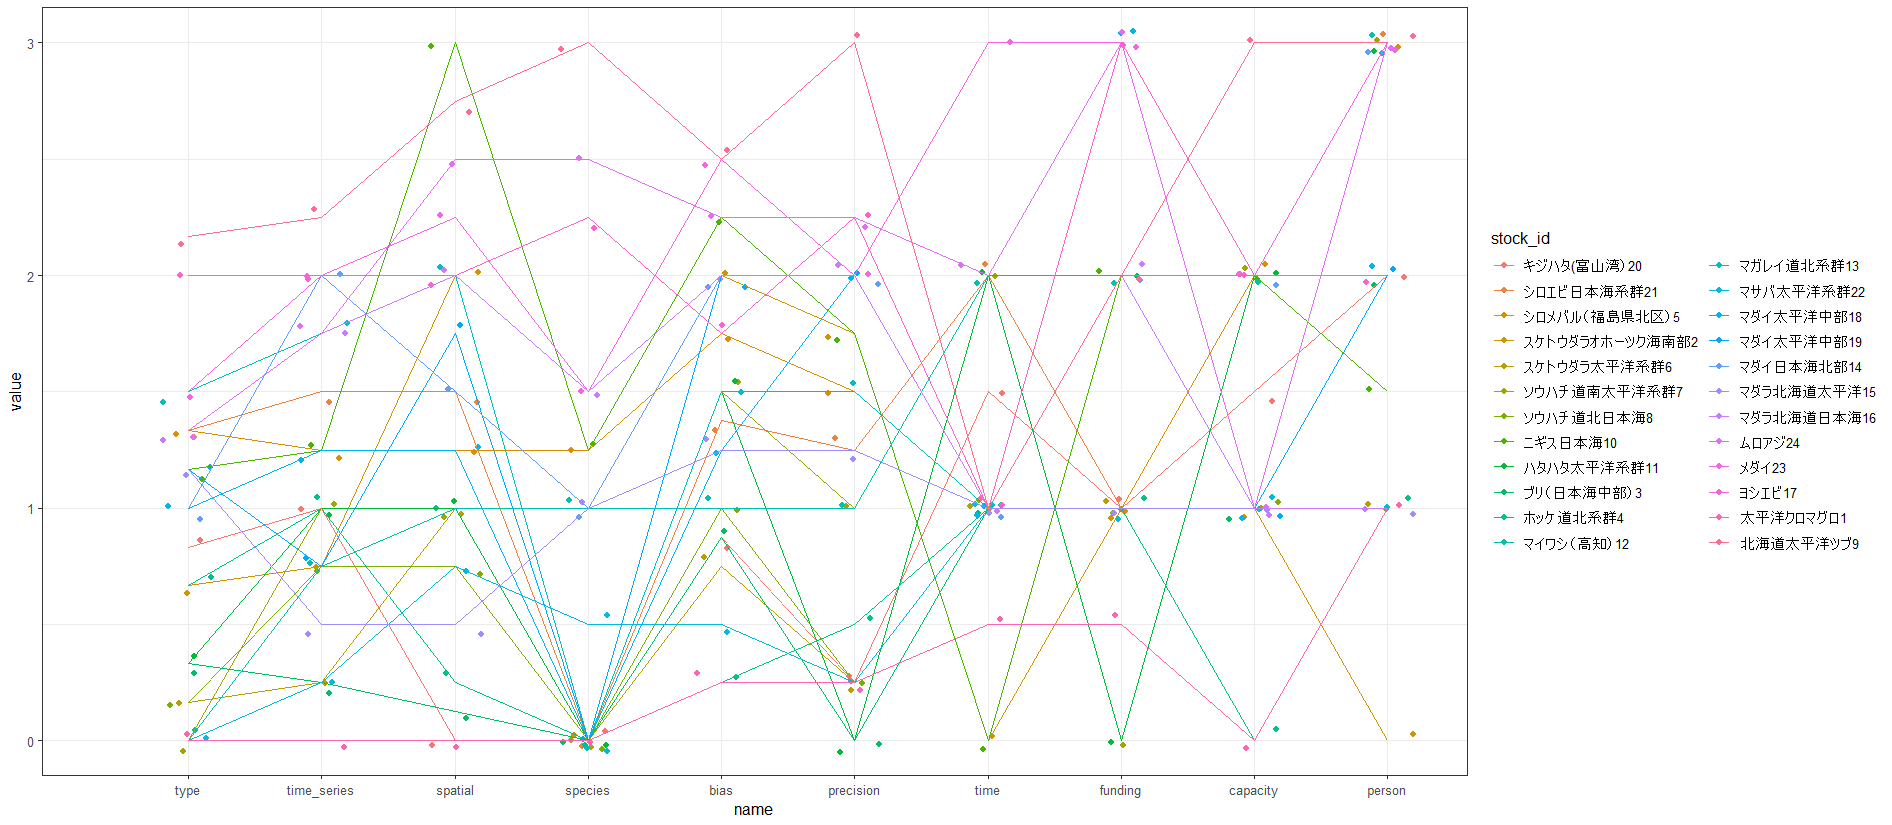 3
2
1
0
value
type
time_series
spatial
species
bias
precision
time
funding
capacity
person
name
stock_id
キジハタ(富山湾)20
シロエビ日本海系群21
シロメバル(福島県北区)5
スケトウダラオホーツク海南部2
スケトウダラ太平洋系群6
ソウハチ道南太平洋系群7
ソウハチ道北日本海8
ニギス日本海10
ハタハタ太平洋系群11
ブリ(日本海中部)3
ホッケ道北系群4
マイワシ(高知)12
マガレイ道北系群13
マサバ太平洋系群22
マダイ太平洋中部18
マダイ太平洋中部19
マダイ日本海北部14
マダラ北海道太平洋15
マダラ北海道日本海16
ムロアジ24
メダイ23
ヨシエビ17
太平洋クロマグロ1
北海道太平洋ツブ9